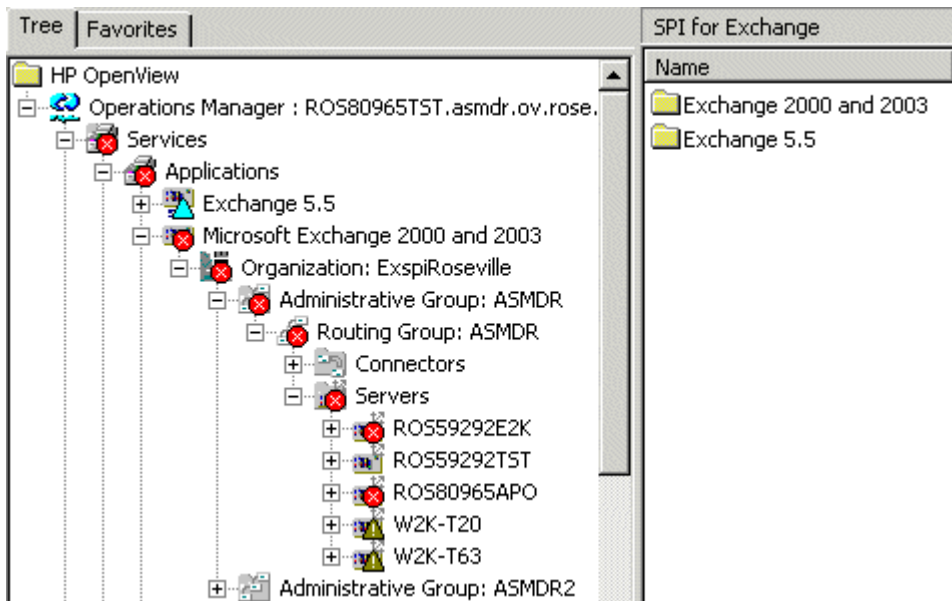 Tree
Favorites
HP OpenView
Operations Manager : ROS80965TST.asmdr.ov.rose.
Services
Applications
Exchange 5.5
Microsoft Exchange 2000 and 2003
Organization: ExspiRoseville
Administrative Group: ASMDR
Routing Group: ASMDR
Connectors
Servers
ROS59292E2K
ROS59292TST
ROS80965APO
W2K-T20
W2K-T63
Administrative Group: ASMDR2
SPI for Exchange
Name
Exchange 2000 and 2003
Exchange 5.5